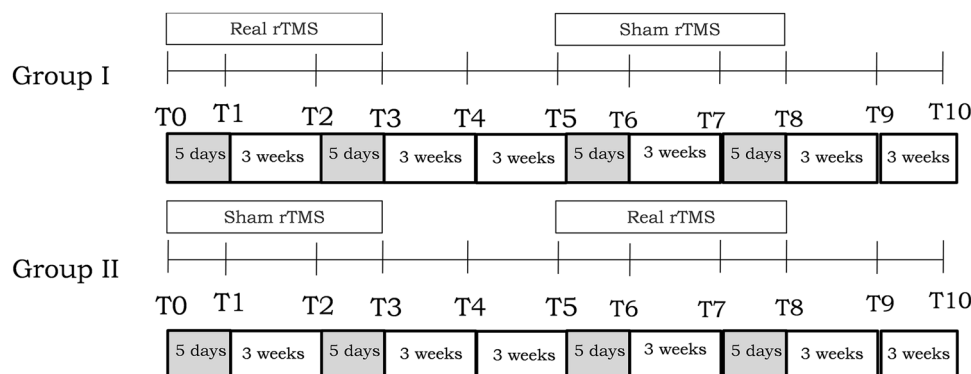 Real rTMS Sham rTMS
Group I
T0 T1 T2 T3 T4 T5 T6 T7 T8 T9 T10
5 days 3 weeks 5 days 3 weeks 3 weeks 5 days 3 weeks 5 days 3 weeks 3 weeks
Sham rTMS Real rTMS
Group II
T0 T1 T2 T3 T4 T5 T6 T7 T8 T9 T10
5 days 3 weeks 5 days 3 weeks 3 weeks 5 days 3 weeks 5 days 3 weeks 3 weeks